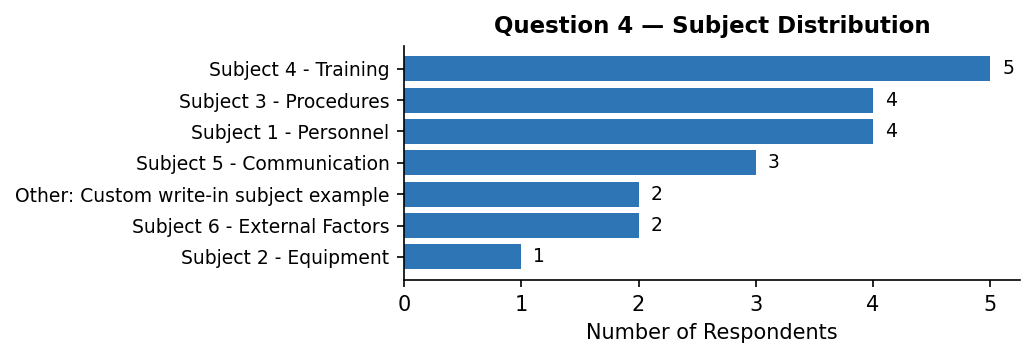 Question 4 — Subject Distribution
Subject 4 - Training 5
Subject 3 - Procedures 4
Subject 1 - Personnel 4
Subject 5 - Communication 3
Other: Custom write-in subject example 2
Subject 6 - External Factors 2
Subject 2 - Equipment 1
0 1 2 3 4 5
Number of Respondents